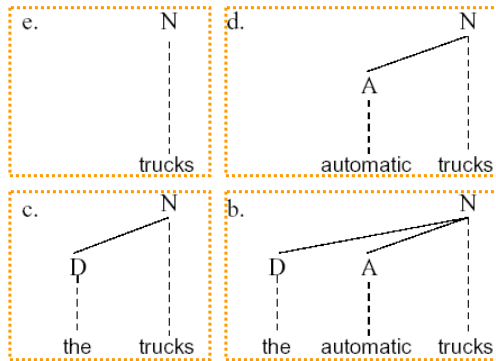 e. N
trucks
d. N
A
automatic trucks
c. N
D
the trucks
b. N
D A
the automatic trucks